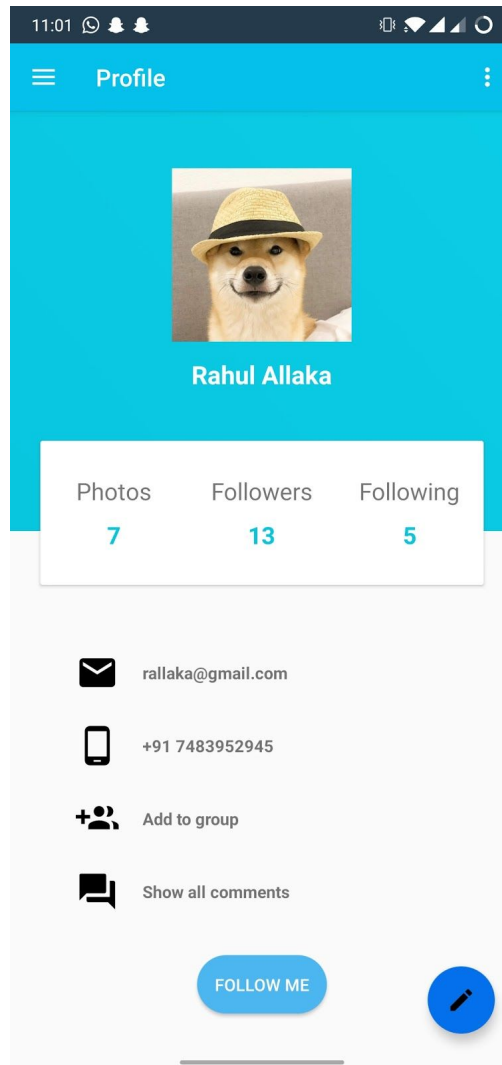 11:01
Profile
Rahul Allaka
Photos Followers Following
7 13 5
rallaka@gmail.com
+91 7483952945
Add to group
Show all comments
FOLLOW ME